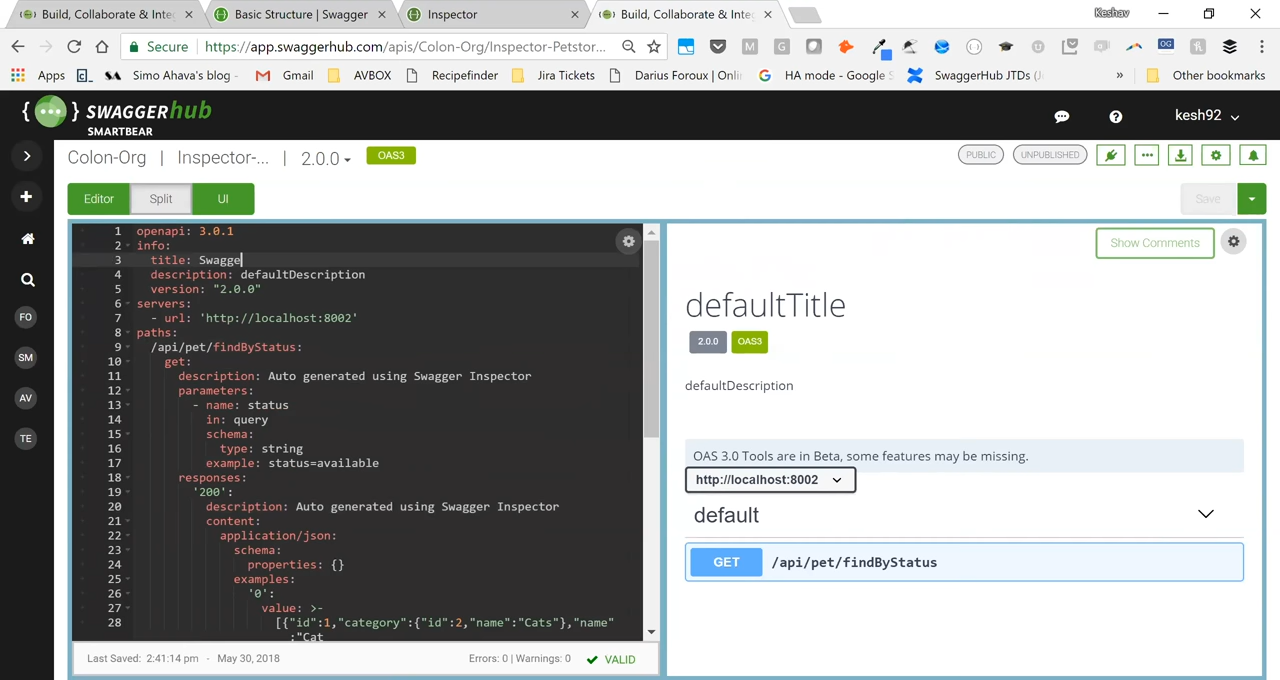 Build, Collaborate & Inte
Basic Structure | Swagger
Inspector
Build, Collaborate & Inte
Keshav
Secure
https://app.swaggerhub.com/apis/Colon-Org/Inspector-Petstor...
Apps
Simo Ahava's blog -
Gmail
AVBOX
Recipefinder
Jira Tickets
Darius Foroux | Onli
HA mode - Google S
SwaggerHub JTDs (J
»
Other bookmarks
{ ••• } SWAGGERhub
SMARTBEAR
kesh92
Colon-Org | Inspector-... | 2.0.0
OAS3
PUBLIC
UNPUBLISHED
Editor
Split
UI
Save
FO
SM
AV
TE
1 openapi: 3.0.1
2 info:
3 title: Swagge
4 description: defaultDescription
5 version: "2.0.0"
6 servers:
7 - url: 'http://localhost:8002'
8 paths:
9 /api/pet/findByStatus:
10 get:
11 description: Auto generated using Swagger Inspector
12 parameters:
13 - name: status
14 in: query
15 schema:
16 type: string
17 example: status=available
18 responses:
19 '200':
20 description: Auto generated using Swagger Inspector
21 content:
22 application/json:
23 schema:
24 properties: {}
25 examples:
26 '0':
27 value: >-
28 [{"id":1,"category":{"id":2,"name":"Cats"},"name"
:"Cat
Last Saved: 2:41:14 pm - May 30, 2018
Errors: 0 | Warnings: 0
VALID
Show Comments
defaultTitle
2.0.0
OAS3
defaultDescription
OAS 3.0 Tools are in Beta, some features may be missing.
http://localhost:8002
default
GET /api/pet/findByStatus